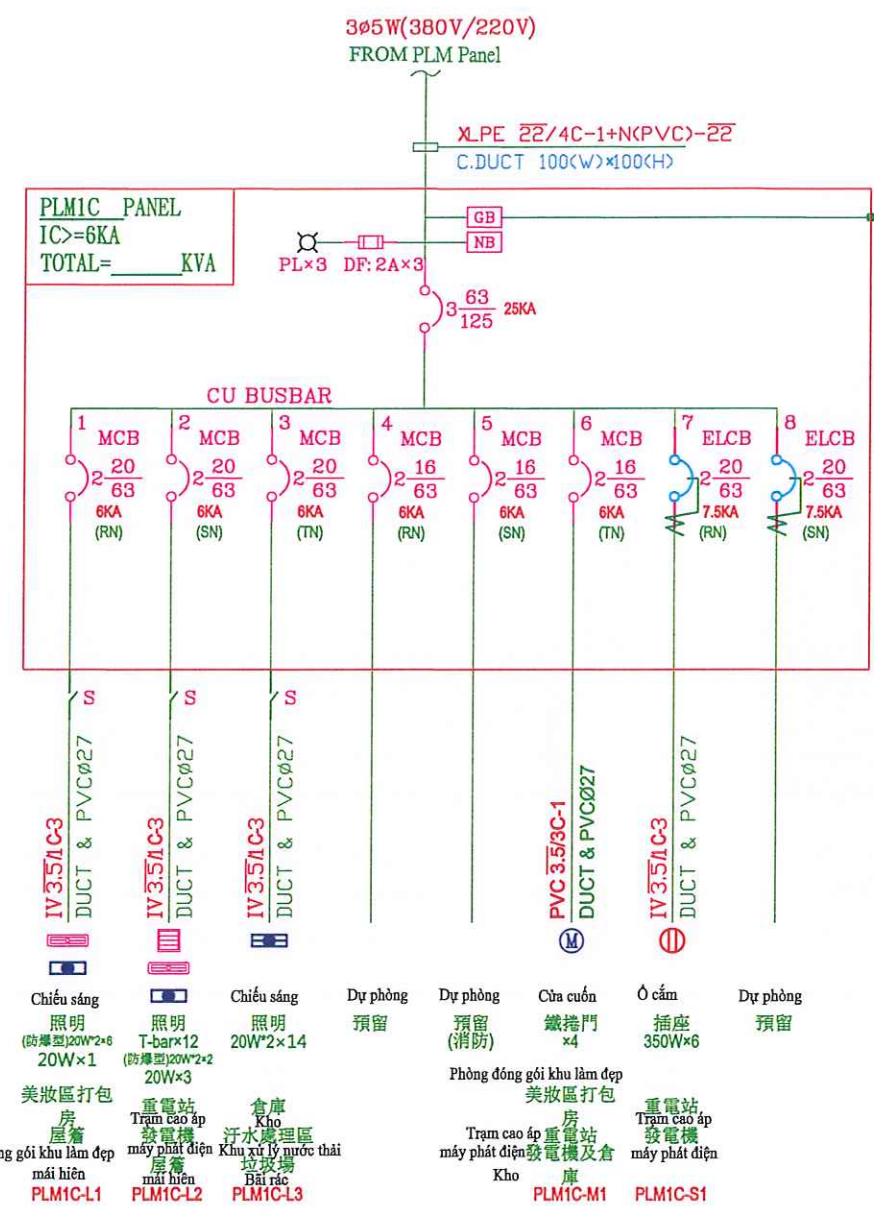 3ø5W(380V/220V)
FROM PLM Panel
XLPE 22/4C-1+N(PVC)-22
C.DUCT 100(W)×100(H)
PLM1C PANEL
IC>=6KA
TOTAL=______KVA
GB
NB
PL×3 DF:2A×3
3 63/125 25KA
CU BUSBAR
1 MCB 2 20/63 6KA (RN)
2 MCB 2 20/63 6KA (SN)
3 MCB 2 20/63 6KA (TN)
4 MCB 2 16/63 6KA (RN)
5 MCB 2 16/63 6KA (SN)
6 MCB 2 16/63 6KA (TN)
7 ELCB 2 20/63 7.5KA (RN)
8 ELCB 2 20/63 7.5KA (SN)
S
S
S
IV 3.5/1C-3
DUCT & PVCø27
IV 3.5/1C-3
DUCT & PVCø27
IV 3.5/1C-3
DUCT & PVCø27
PVC 3.5/3C-1
DUCT & PVCØ27
IV 3.5/1C-3
DUCT & PVCø27
M
Chiếu sáng
照明
(防爆型)20W*2×6
20W×1
美妝區打包
房
屋簷
ng gói khu làm đẹp
mái hiên
PLM1C-L1
照明
T-bar×12
(防爆型)20W*2×2
20W×3
重電站
Trạm cao áp
發電機
máy phát điện
屋簷
mái hiên
PLM1C-L2
Chiếu sáng
照明
20W*2×14
倉庫
Kho
汙水處理區
Khu xử lý nước thải
垃圾場
Bãi rác
PLM1C-L3
Dự phòng
預留
Dự phòng
預留
(消防)
Cửa cuốn
鐵捲門
×4
Phòng đóng gói khu làm đẹp
美妝區打包
房
Trạm cao áp 重電站
máy phát điện 發電機及倉
Kho 庫
PLM1C-M1
Ổ cắm
插座
350W×6
重電站
Trạm cao áp
發電機
máy phát điện
PLM1C-S1
Dự phòng
預留